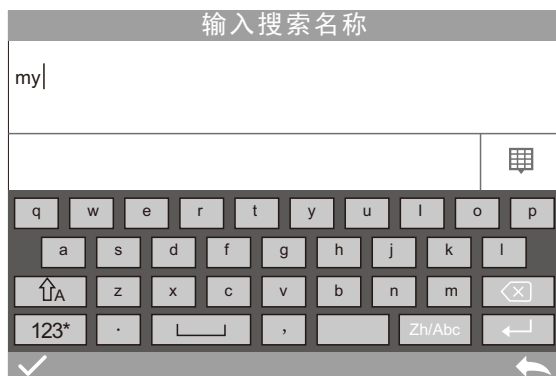 输入搜索名称
my
q w e r t y u I o p
a s d f g h j k l
A z x c v b n m
123* · , Zh/Abc